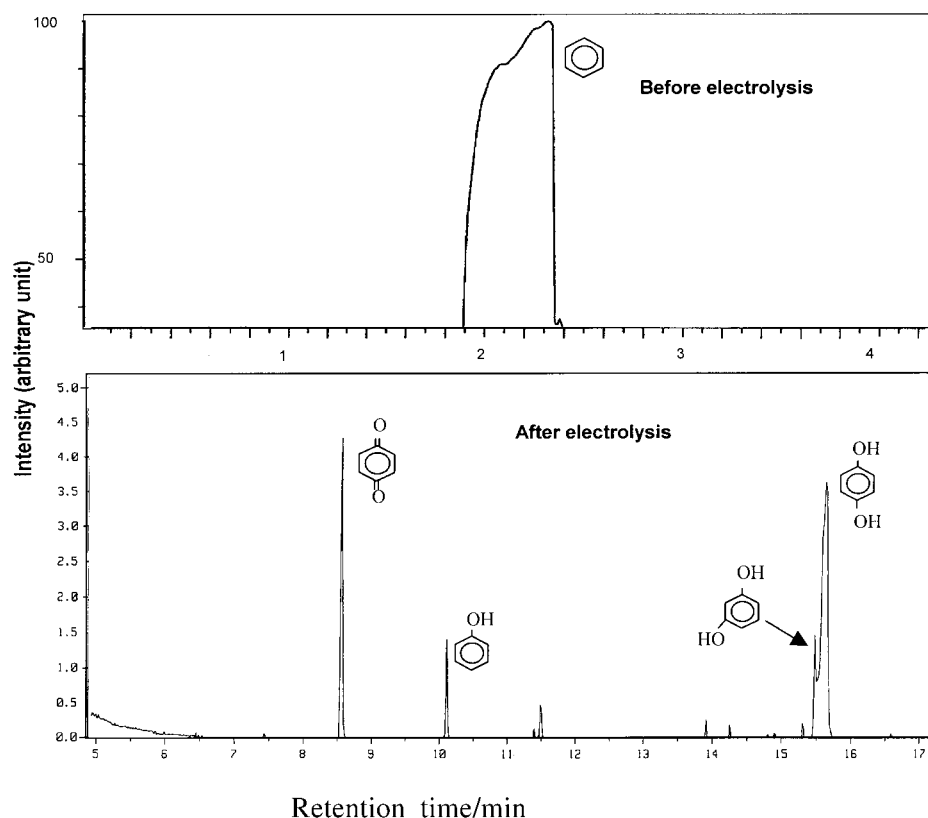 100
50
Before electrolysis
1 2 3 4
Intensity (arbitrary unit)
5.0
4.5
4.0
3.5
3.0
2.5
2.0
1.5
1.0
0.5
0.0
After electrolysis
O
O
OH
OH
HO
OH
OH
5 6 7 8 9 10 11 12 13 14 15 16 17
Retention time/min